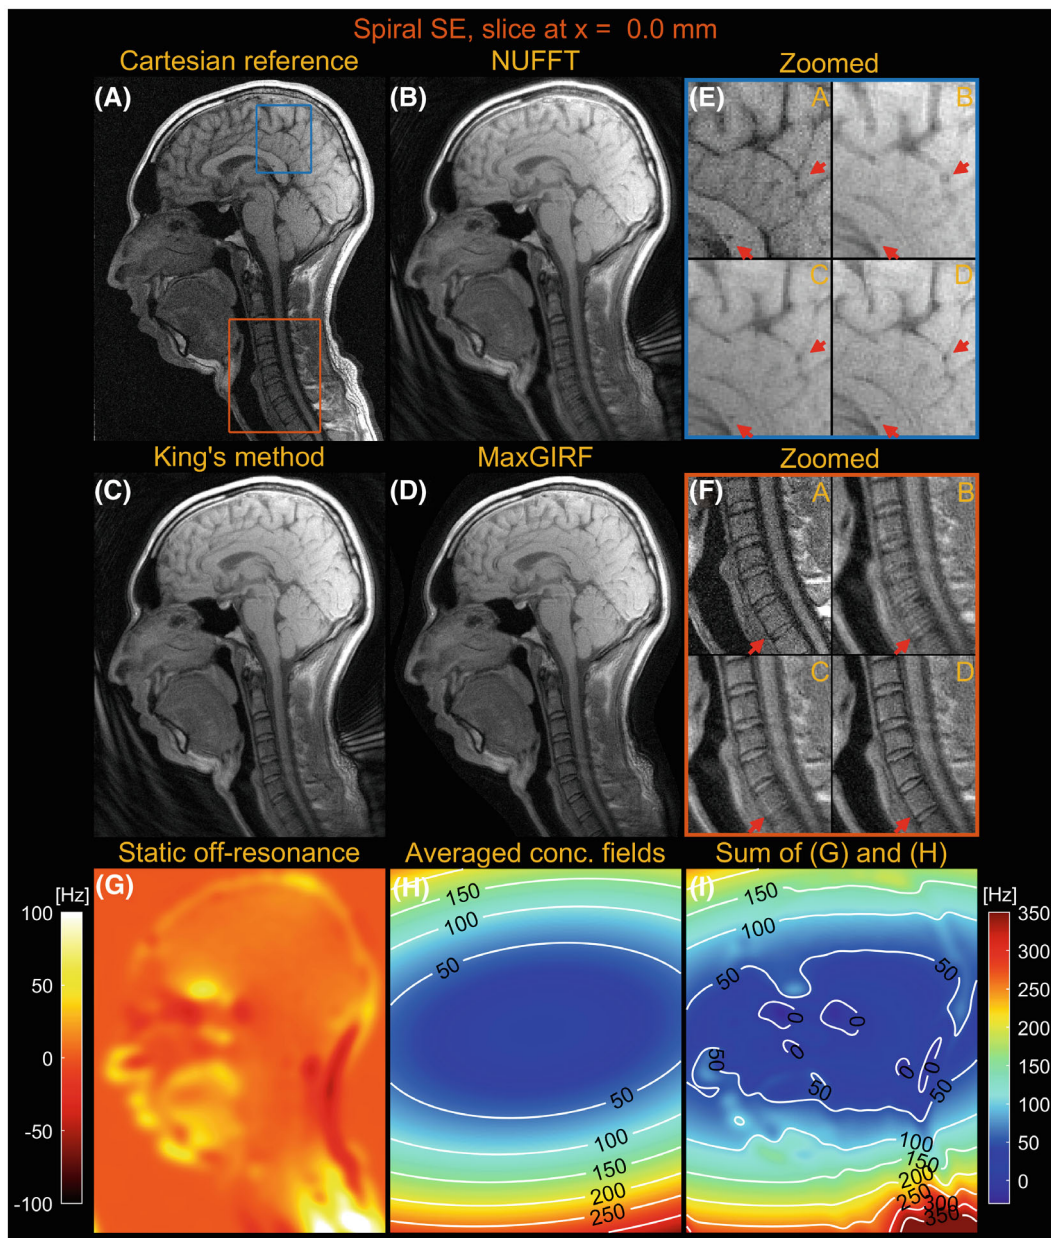 Spiral SE, slice at x = 0.0 mm
Cartesian reference
NUFFT
Zoomed
(A)
(B)
(E)
A
B
C
D
King's method
MaxGIRF
Zoomed
(C)
(D)
(F)
A
B
C
D
Static off-resonance
Averaged conc. fields
Sum of (G) and (H)
[Hz]
(G)
(H)
(I)
[Hz]
100
50
0
-50
-100
150
100
50
50
100
150
200
250
150
100
50
50
0
0
0
0
0
50
50
50
100
150
200
250
300
350
350
300
250
200
150
100
50
0